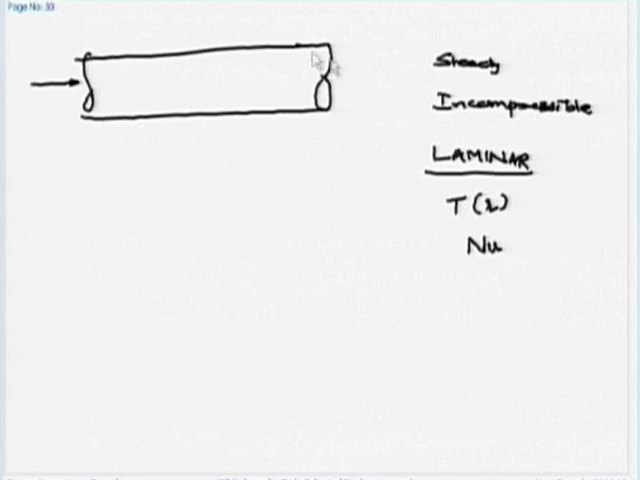 Page No: 30
Steady
Incompressible
LAMINAR
T(r)
Nu